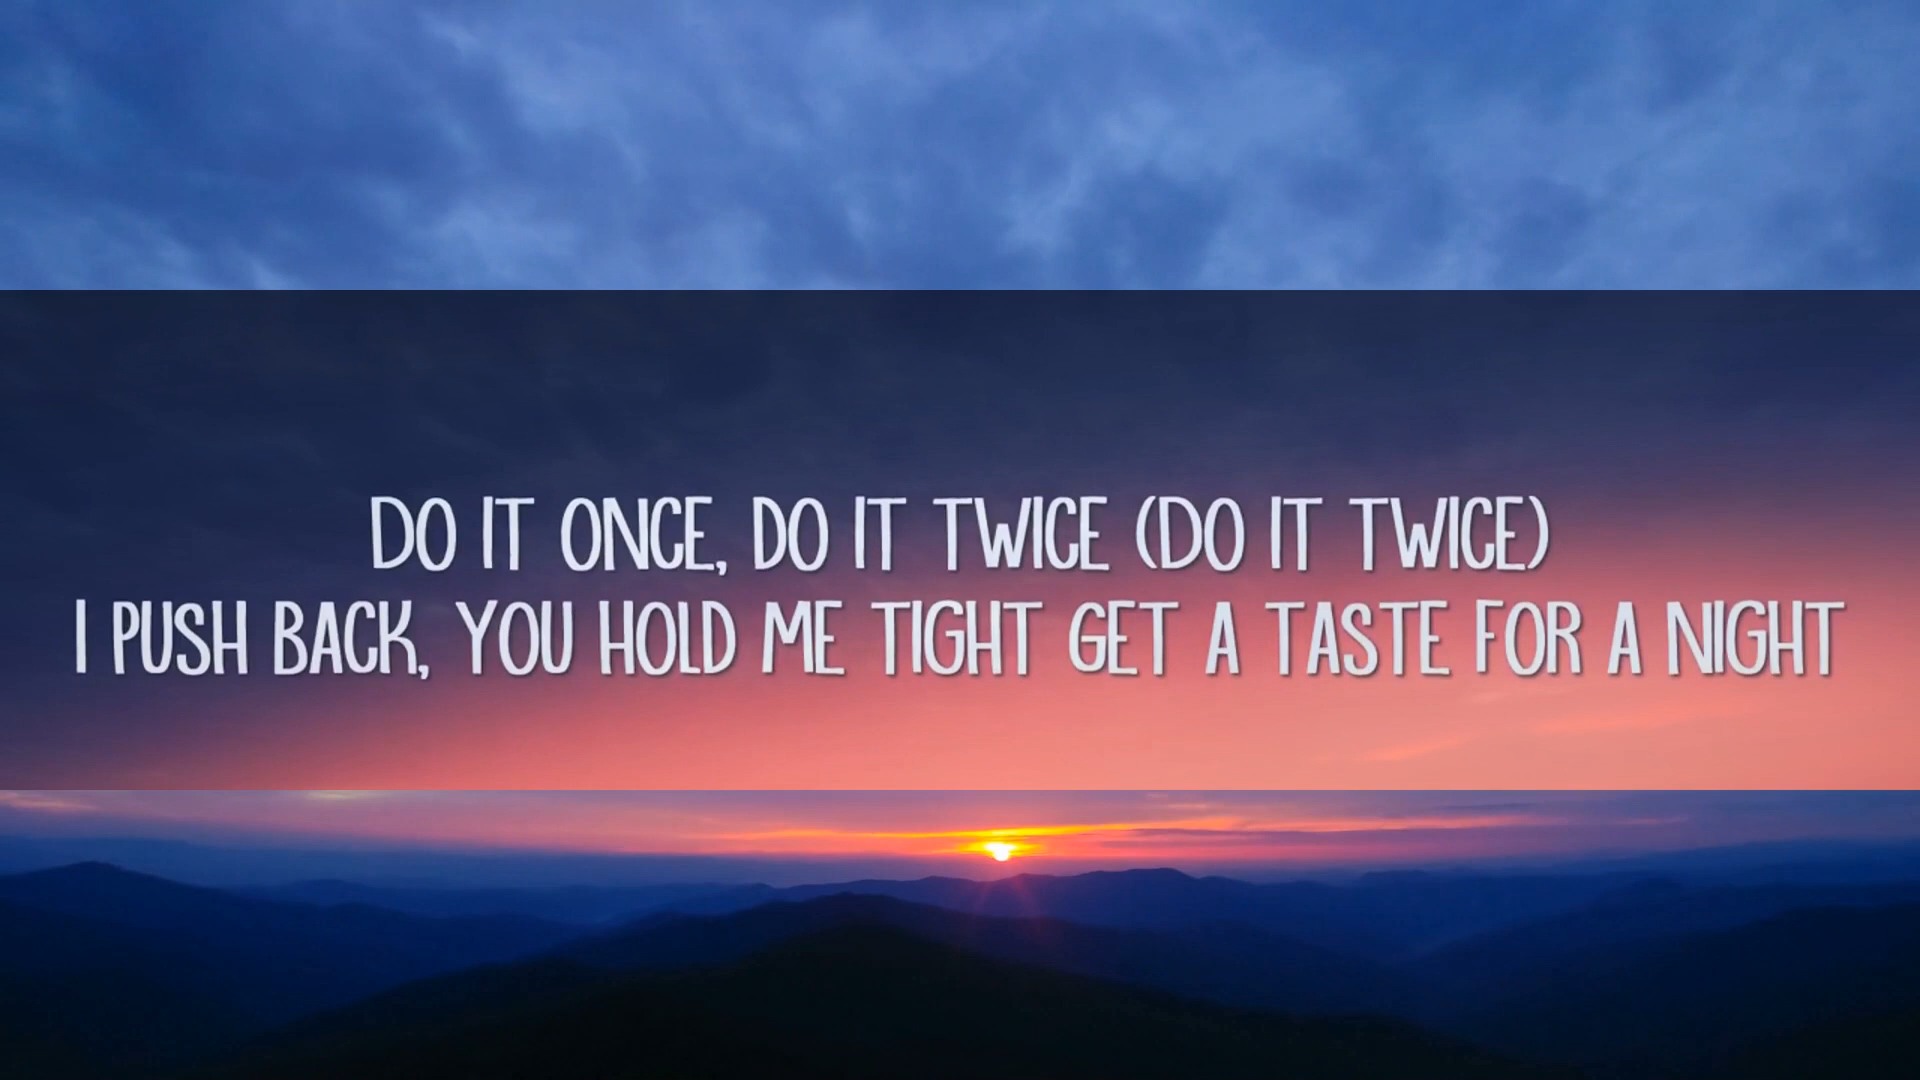 DO IT ONCE, DO IT TWICE (DO IT TWICE)
I PUSH BACK, YOU HOLD ME TIGHT GET A TASTE FOR A NIGHT